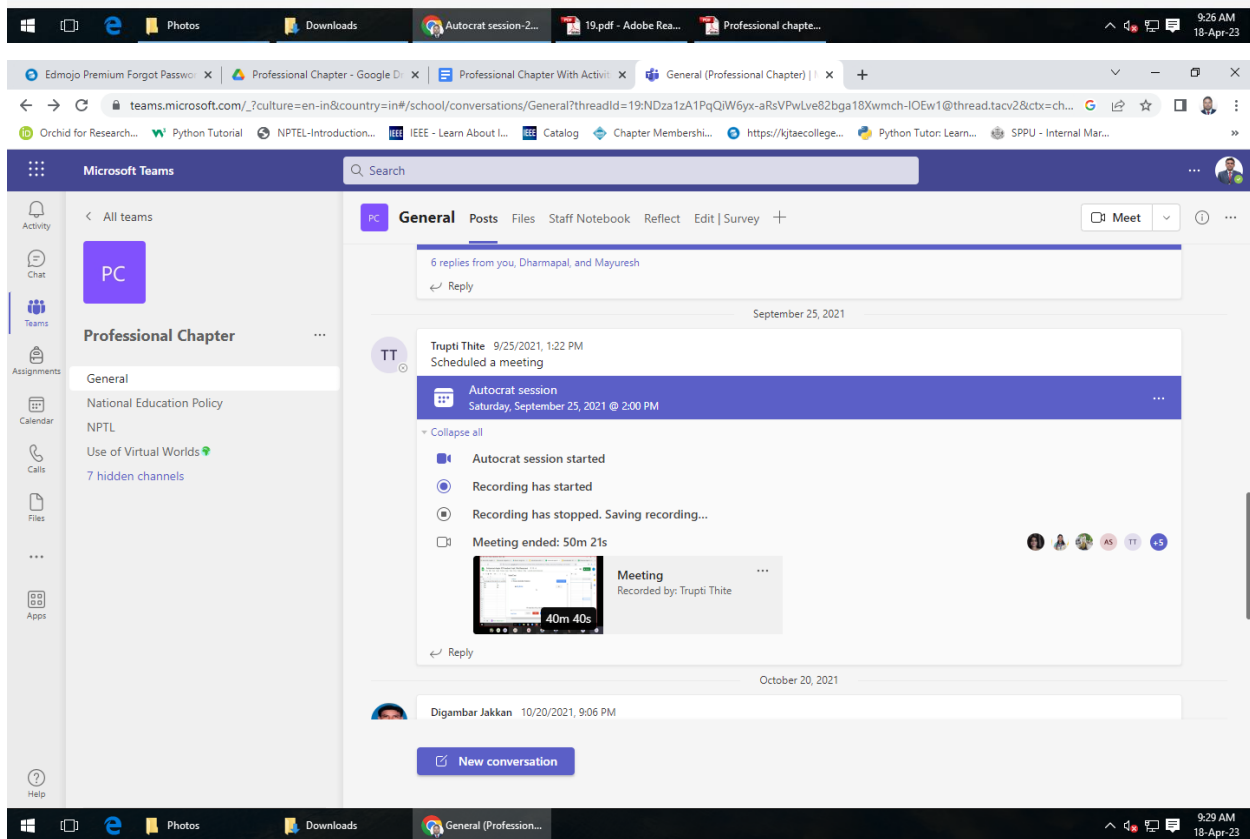 Photos Downloads Autocrat session-2... 19.pdf - Adobe Rea... Professional chapte... 9:26 AM
18-Apr-23
Edmojo Premium Forgot Passwo Professional Chapter - Google Dr Professional Chapter With Activiti General (Professional Chapter) |
teams.microsoft.com/_?culture=en-in&country=in#/school/conversations/General?threadId=19:NDza1zA1PqQiW6yx-aRsVPwLve82bga18Xwmch-IOEw1@thread.tacv2&ctx=ch...
Orchid for Research... Python Tutorial NPTEL-Introduction... IEEE - Learn About I... Catalog Chapter Membershi... https://kjtaecollege... Python Tutor: Learn... SPPU - Internal Mar... »
Microsoft Teams Search
Activity
Chat
Teams
Assignments
Calendar
Calls
Files
Apps
Help
< All teams
PC
Professional Chapter
General
National Education Policy
NPTL
Use of Virtual Worlds
7 hidden channels
PC General Posts Files Staff Notebook Reflect Edit | Survey + Meet
6 replies from you, Dharmapal, and Mayuresh
Reply
September 25, 2021
TT Trupti Thite 9/25/2021, 1:22 PM
Scheduled a meeting
Autocrat session
Saturday, September 25, 2021 @ 2:00 PM
Collapse all
Autocrat session started
Recording has started
Recording has stopped. Saving recording...
Meeting ended: 50m 21s AS TT +5
Meeting
Recorded by: Trupti Thite
40m 40s
Reply
October 20, 2021
Digambar Jakkan 10/20/2021, 9:06 PM
New conversation
Photos Downloads General (Profession... 9:29 AM
18-Apr-23